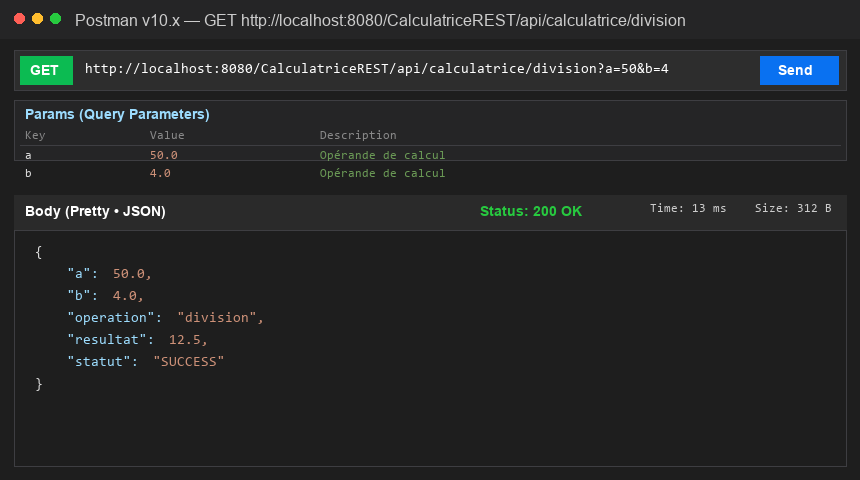 Postman v10.x — GET http://localhost:8080/CalculatriceREST/api/calculatrice/division
GET http://localhost:8080/CalculatriceREST/api/calculatrice/division?a=50&b=4 Send
Params (Query Parameters)
Key Value Description
a 50.0 Opérande de calcul
b 4.0 Opérande de calcul
Body (Pretty • JSON) Status: 200 OK Time: 13 ms Size: 312 B
{
"a": 50.0,
"b": 4.0,
"operation": "division",
"resultat": 12.5,
"statut": "SUCCESS"
}